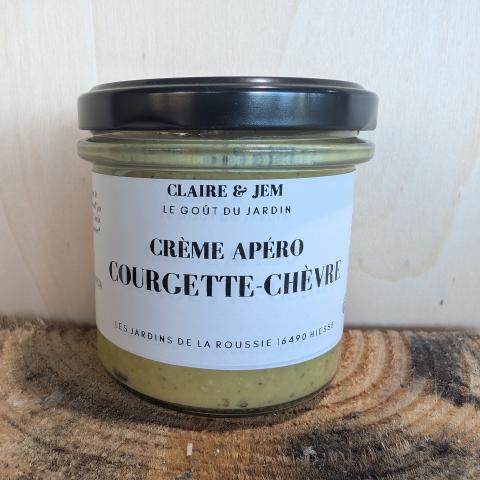 CLAIRE & JEM
LE GOÛT DU JARDIN
CRÈME APÉRO
COURGETTE-CHÈVRE
LES JARDINS DE LA ROUSSIE 16490 HIESSE